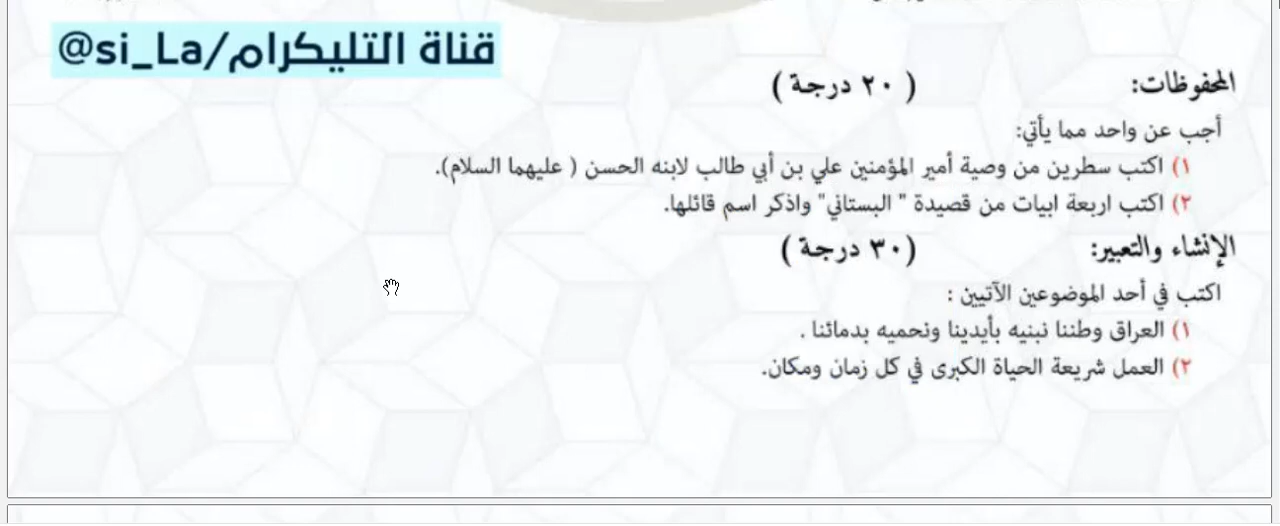 قناة التليكرام/si_La@
المحفوظات: ( ٢٠ درجة )
أجب عن واحد مما يأتي:
١) اكتب سطرين من وصية أمير المؤمنين علي بن أبي طالب لابنه الحسن ( عليهما السلام).
٢) اكتب اربعة ابيات من قصيدة " البستاني" واذكر اسم قائلها.
الإنشاء والتعبير: ( ٣٠ درجة )
اكتب في أحد الموضوعين الآتيين :
١) العراق وطننا نبنيه بأيدينا ونحميه بدمائنا .
٢) العمل شريعة الحياة الكبرى في كل زمان ومكان.